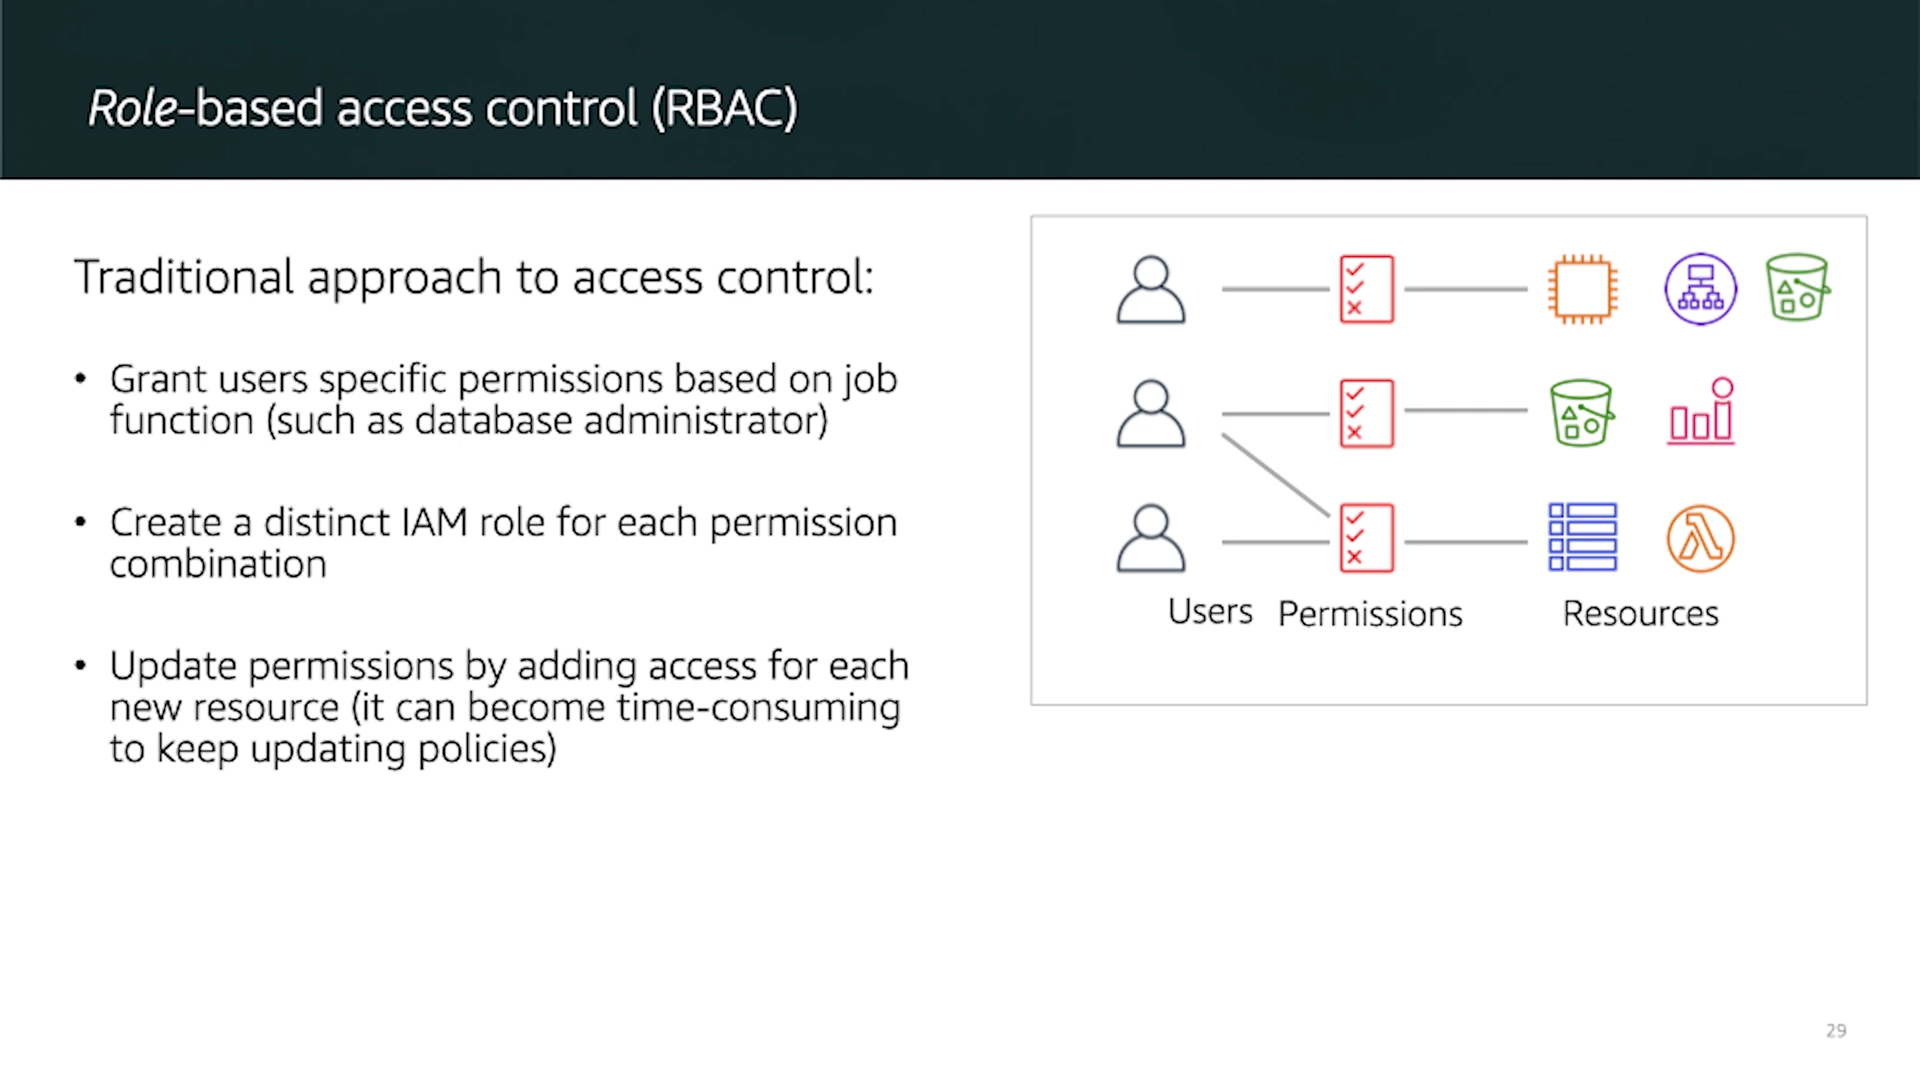 Role-based access control (RBAC)
Traditional approach to access control:
• Grant users specific permissions based on job
function (such as database administrator)
• Create a distinct IAM role for each permission
combination
• Update permissions by adding access for each
new resource (it can become time-consuming
to keep updating policies)
Users Permissions Resources
29